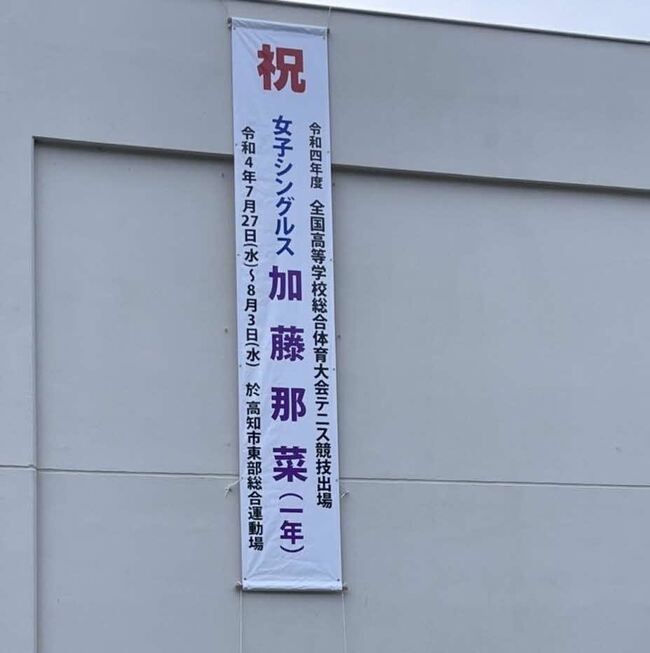 祝
令和四年度 全国高等学校総合体育大会テニス競技出場
女子シングルス 加藤那菜(一年)
令和4年7月27日(水)~8月3日(水) 於 高知市東部総合運動場